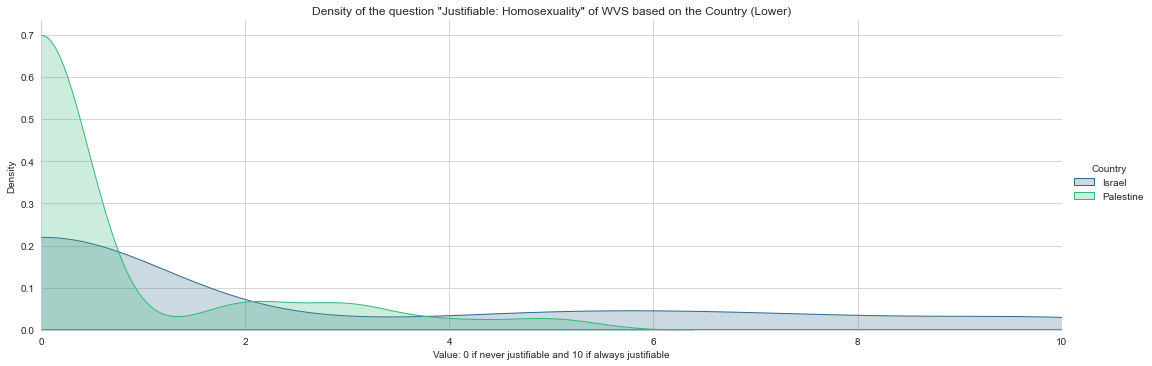 Density of the question "Justifiable: Homosexuality" of WVS based on the Country (Lower)
0.7
0.6
0.5
0.4
0.3
0.2
0.1
0.0
Density
0 2 4 6 8 10
Value: 0 if never justifiable and 10 if always justifiable
Country
Israel
Palestine